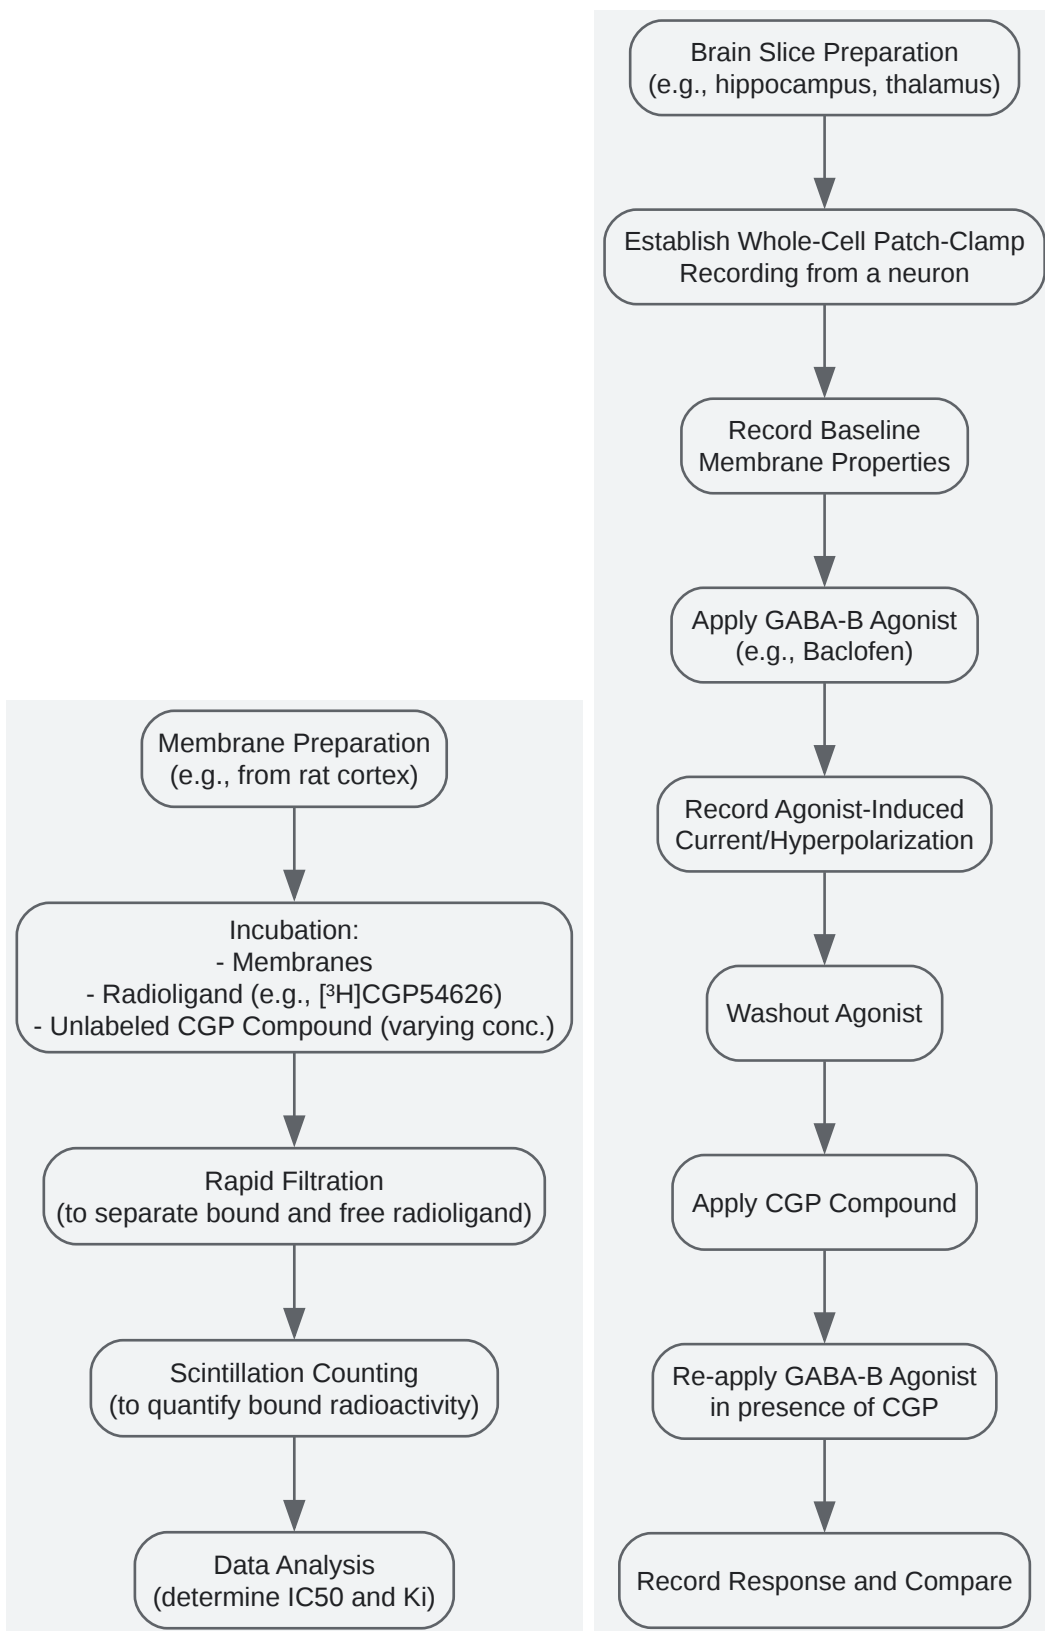 Membrane Preparation
(e.g., from rat cortex)
Incubation:
- Membranes
- Radioligand (e.g., [³H]CGP54626)
- Unlabeled CGP Compound (varying conc.)
Rapid Filtration
(to separate bound and free radioligand)
Scintillation Counting
(to quantify bound radioactivity)
Data Analysis
(determine IC50 and Ki)
Brain Slice Preparation
(e.g., hippocampus, thalamus)
Establish Whole-Cell Patch-Clamp
Recording from a neuron
Record Baseline
Membrane Properties
Apply GABA-B Agonist
(e.g., Baclofen)
Record Agonist-Induced
Current/Hyperpolarization
Washout Agonist
Apply CGP Compound
Re-apply GABA-B Agonist
in presence of CGP
Record Response and Compare